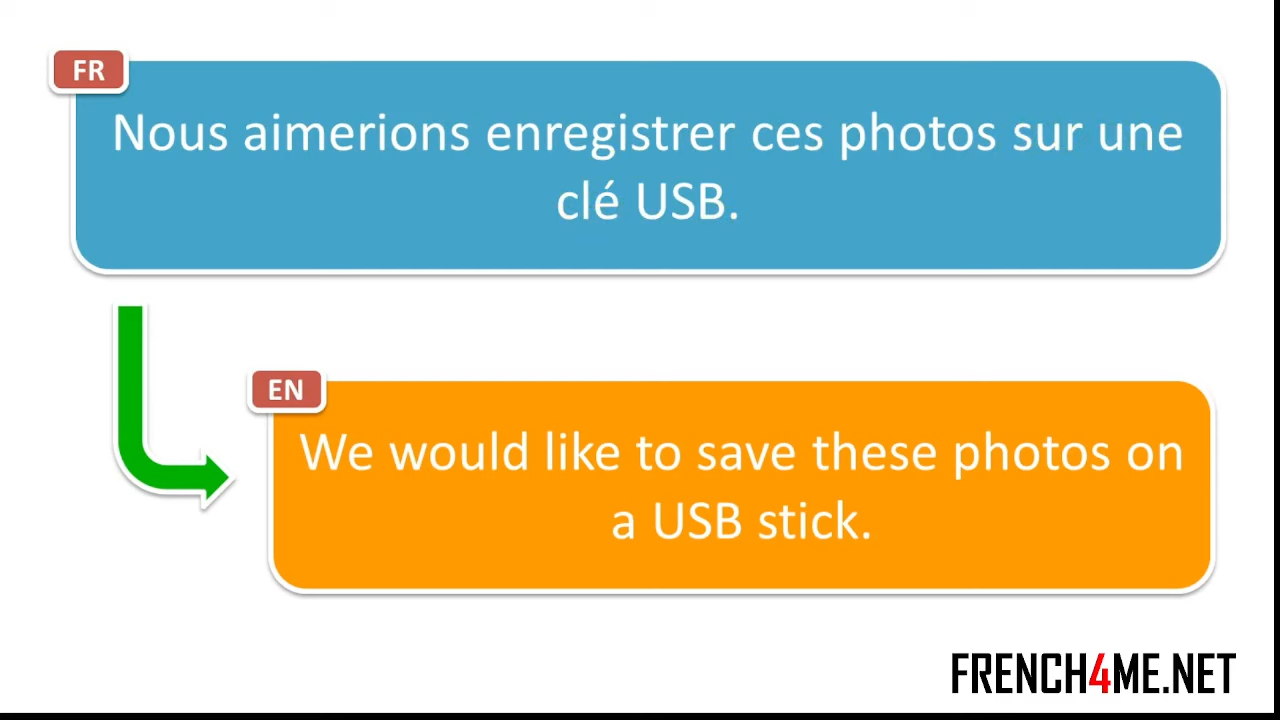 FR
Nous aimerions enregistrer ces photos sur une
clé USB.
EN
We would like to save these photos on
a USB stick.
FRENCH4ME.NET